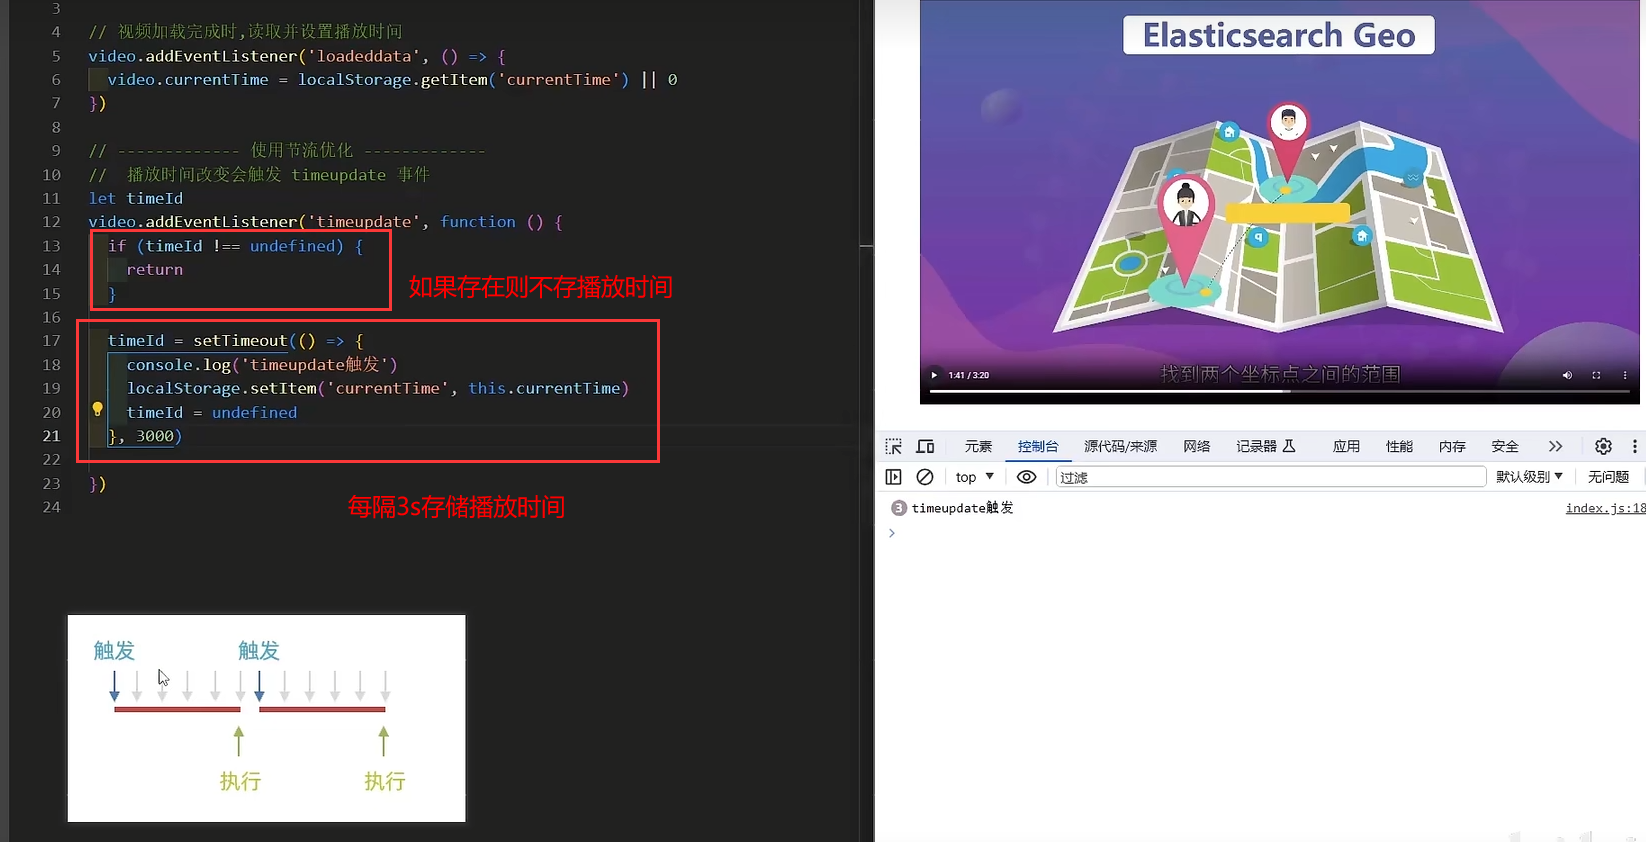 3
4 // 视频加载完成时,读取并设置播放时间
5 video.addEventListener('loadeddata', () => {
6 video.currentTime = localStorage.getItem('currentTime') || 0
7 })
8
9 // ------------- 使用节流优化 -------------
10 // 播放时间改变会触发 timeupdate 事件
11 let timeId
12 video.addEventListener('timeupdate', function () {
13 if (timeId !== undefined) {
14 return
15 }
如果存在则不存播放时间
16
17 timeId = setTimeout(() => {
18 console.log('timeupdate触发')
19 localStorage.setItem('currentTime', this.currentTime)
20 timeId = undefined
21 }, 3000)
22
23 })
24
每隔3s存储播放时间
触发 触发
执行 执行
Elasticsearch Geo
找到两个坐标点之间的范围
1:41 / 3:20
元素 控制台 源代码/来源 网络 记录器 应用 性能 内存 安全
top 过滤 默认级别 无问题
3 timeupdate触发 index.js:18